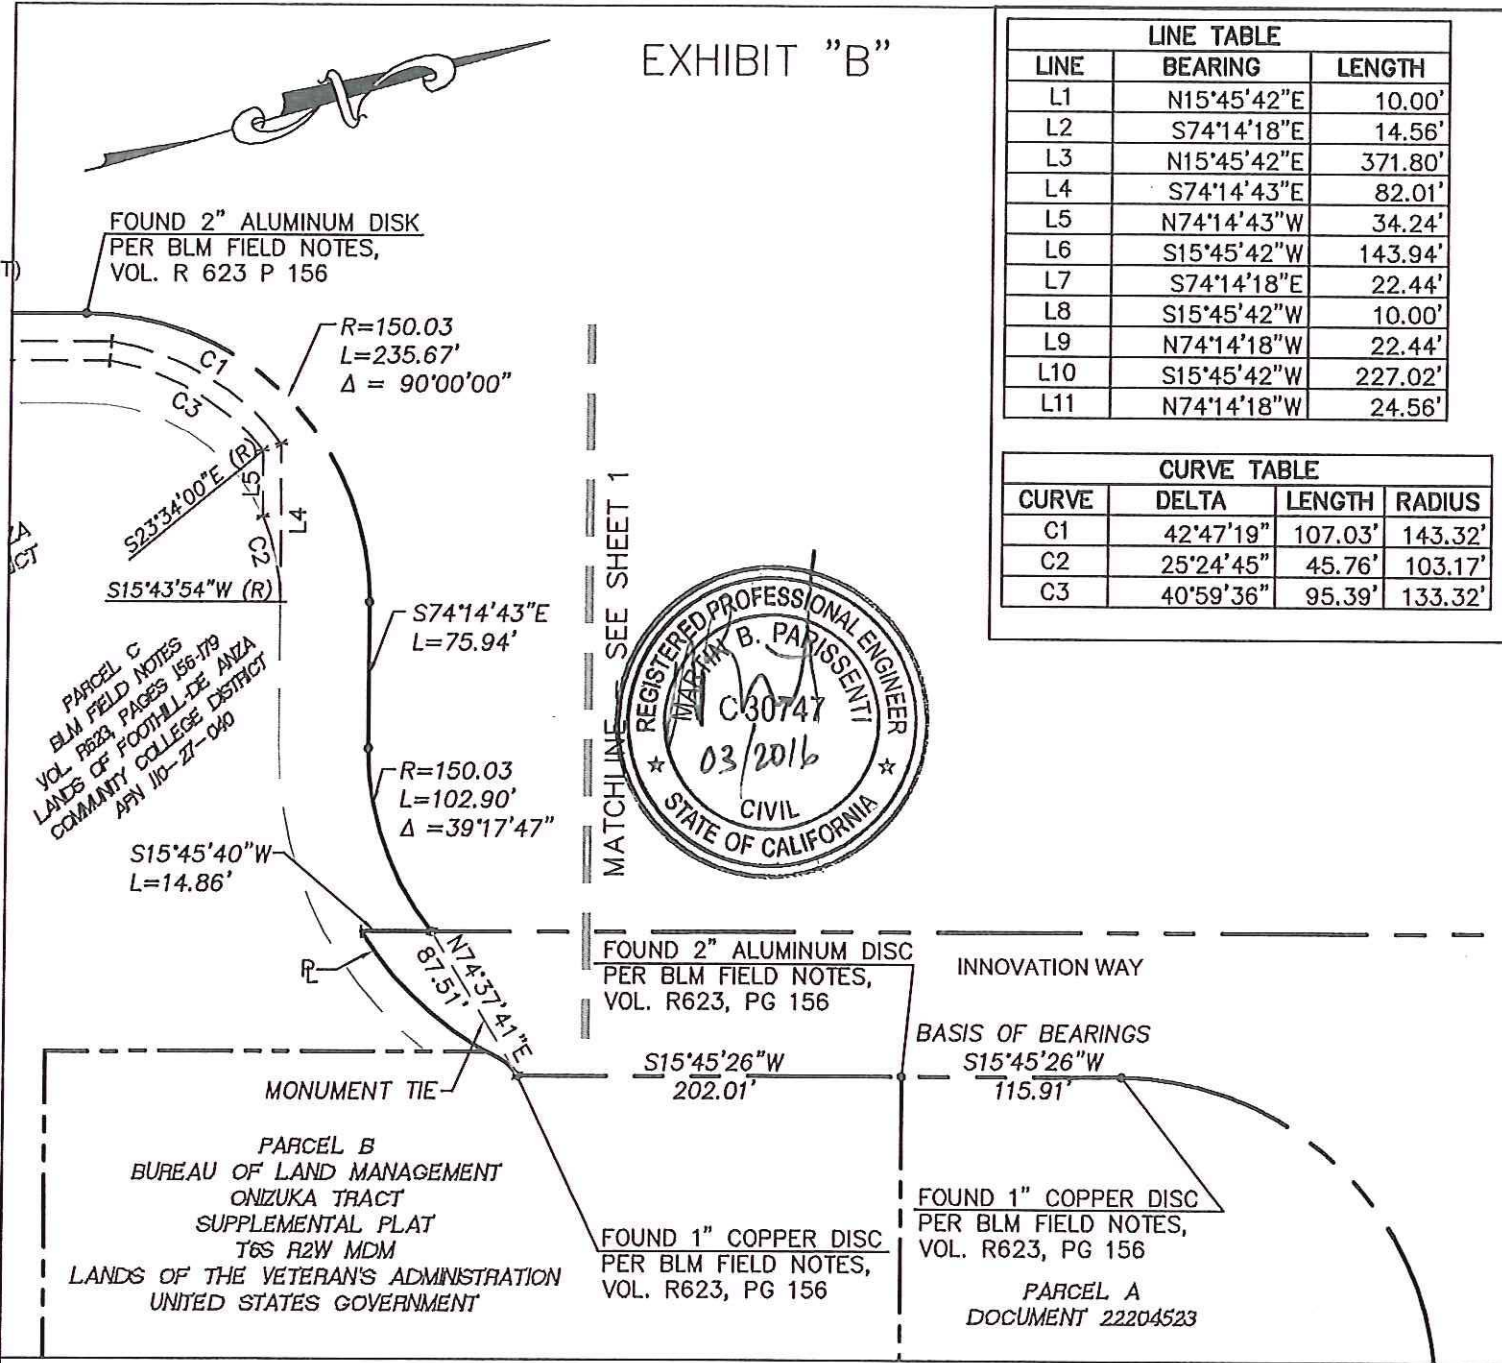 EXHIBIT "B"
LINE TABLE
LINE BEARING LENGTH
L1 N15°45'42"E 10.00'
L2 S74°14'18"E 14.56'
L3 N15°45'42"E 371.80'
L4 S74°14'43"E 82.01'
L5 N74°14'43"W 34.24'
L6 S15°45'42"W 143.94'
L7 S74°14'18"E 22.44'
L8 S15°45'42"W 10.00'
L9 N74°14'18"W 22.44'
L10 S15°45'42"W 227.02'
L11 N74°14'18"W 24.56'
CURVE TABLE
CURVE DELTA LENGTH RADIUS
C1 42°47'19" 107.03' 143.32'
C2 25°24'45" 45.76' 103.17'
C3 40°59'36" 95.39' 133.32'
FOUND 2" ALUMINUM DISK
PER BLM FIELD NOTES,
VOL. R 623 P 156
T)
R=150.03
L=235.67'
Δ = 90°00'00"
C1
C3
S23°34'00"E (R)
L5
L4
C2
ZA
ICT
S15°43'54"W (R)
S74°14'43"E
L=75.94'
MATCHLINE - SEE SHEET 1
REGISTERED PROFESSIONAL ENGINEER
MARTIN B. PARISSENTI
C 30747
03/2016
CIVIL
STATE OF CALIFORNIA
PARCEL C
BLM FIELD NOTES
VOL. R623, PAGES 156-179
LANDS OF FOOTHILL-DE ANZA
COMMUNITY COLLEGE DISTRICT
APN 110-27-040
R=150.03
L=102.90'
Δ =39°17'47"
S15°45'40"W
L=14.86'
PL
N74°37'41"E
87.51'
FOUND 2" ALUMINUM DISC
PER BLM FIELD NOTES,
VOL. R623, PG 156
INNOVATION WAY
BASIS OF BEARINGS
S15°45'26"W
115.91'
S15°45'26"W
202.01'
MONUMENT TIE
PARCEL B
BUREAU OF LAND MANAGEMENT
ONIZUKA TRACT
SUPPLEMENTAL PLAT
T6S R2W MDM
LANDS OF THE VETERAN'S ADMINISTRATION
UNITED STATES GOVERNMENT
FOUND 1" COPPER DISC
PER BLM FIELD NOTES,
VOL. R623, PG 156
FOUND 1" COPPER DISC
PER BLM FIELD NOTES,
VOL. R623, PG 156
PARCEL A
DOCUMENT 22204523